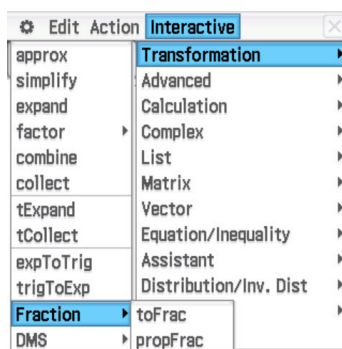 Edit Action Interactive
approx Transformation
simplify Advanced
expand Calculation
factor Complex
combine List
collect Matrix
tExpand Vector
tCollect Equation/Inequality
expToTrig Assistant
trigToExp Distribution/Inv. Dist
Fraction toFrac
DMS propFrac